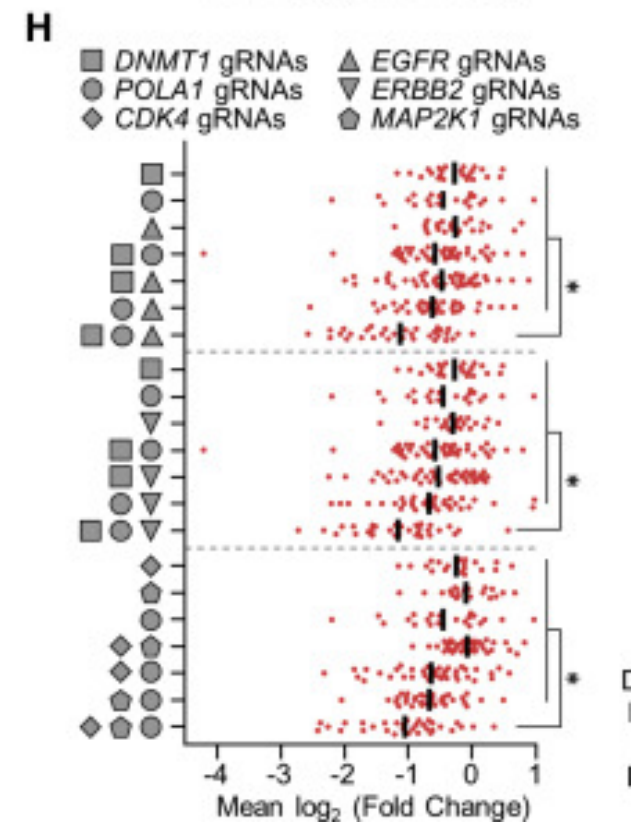 H
DNMT1 gRNAs EGFR gRNAs
POLA1 gRNAs ERBB2 gRNAs
CDK4 gRNAs MAP2K1 gRNAs
*
*
*
-4 -3 -2 -1 0 1
Mean log₂ (Fold Change)